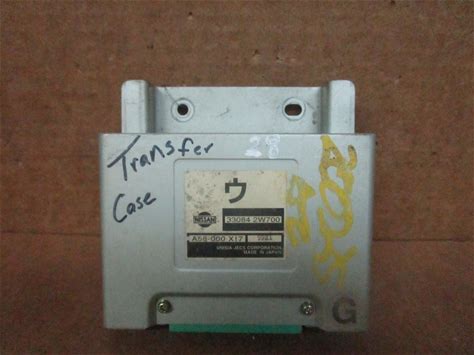 Transfer
Case
28
ウ
NISSAN
33084 2W700
A56-000 X17
UNISIA JECS CORPORATION
MADE IN JAPAN
G